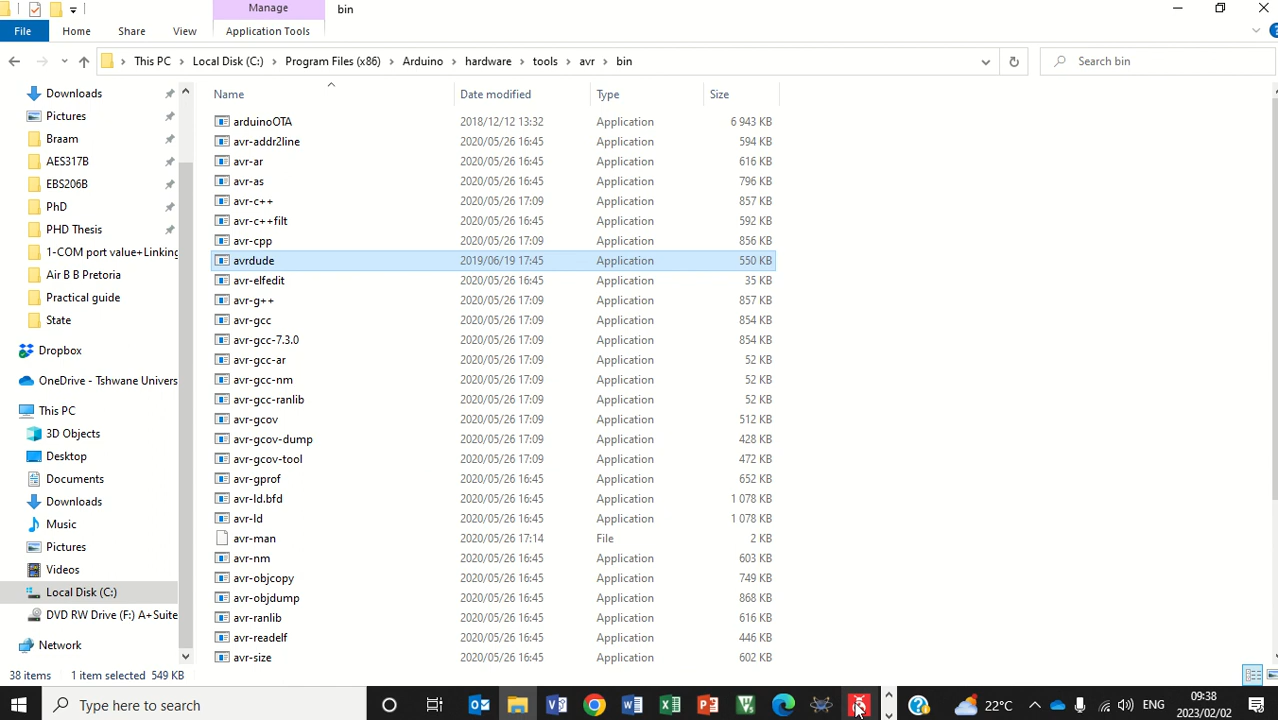 Manage
bin
File
Home
Share
View
Application Tools
This PC
Local Disk (C:)
Program Files (x86)
Arduino
hardware
tools
avr
bin
Search bin
Name
Date modified
Type
Size
Downloads
Pictures
Braam
AES317B
EBS206B
PhD
PHD Thesis
1-COM port value+Linking
Air B B Pretoria
Practical guide
State
Dropbox
OneDrive - Tshwane Univers
This PC
3D Objects
Desktop
Documents
Downloads
Music
Pictures
Videos
Local Disk (C:)
DVD RW Drive (F:) A+Suite
Network
arduinoOTA 2018/12/12 13:32 Application 6 943 KB
avr-addr2line 2020/05/26 16:45 Application 594 KB
avr-ar 2020/05/26 16:45 Application 616 KB
avr-as 2020/05/26 16:45 Application 796 KB
avr-c++ 2020/05/26 17:09 Application 857 KB
avr-c++filt 2020/05/26 16:45 Application 592 KB
avr-cpp 2020/05/26 17:09 Application 856 KB
avrdude 2019/06/19 17:45 Application 550 KB
avr-elfedit 2020/05/26 16:45 Application 35 KB
avr-g++ 2020/05/26 17:09 Application 857 KB
avr-gcc 2020/05/26 17:09 Application 854 KB
avr-gcc-7.3.0 2020/05/26 17:09 Application 854 KB
avr-gcc-ar 2020/05/26 17:09 Application 52 KB
avr-gcc-nm 2020/05/26 17:09 Application 52 KB
avr-gcc-ranlib 2020/05/26 17:09 Application 52 KB
avr-gcov 2020/05/26 17:09 Application 512 KB
avr-gcov-dump 2020/05/26 17:09 Application 428 KB
avr-gcov-tool 2020/05/26 17:09 Application 472 KB
avr-gprof 2020/05/26 16:45 Application 652 KB
avr-ld.bfd 2020/05/26 16:45 Application 1 078 KB
avr-ld 2020/05/26 16:45 Application 1 078 KB
avr-man 2020/05/26 17:14 File 2 KB
avr-nm 2020/05/26 16:45 Application 603 KB
avr-objcopy 2020/05/26 16:45 Application 749 KB
avr-objdump 2020/05/26 16:45 Application 868 KB
avr-ranlib 2020/05/26 16:45 Application 616 KB
avr-readelf 2020/05/26 16:45 Application 446 KB
avr-size 2020/05/26 16:45 Application 602 KB
38 items
1 item selected 549 KB
Type here to search
22°C
ENG
09:38
2023/02/02